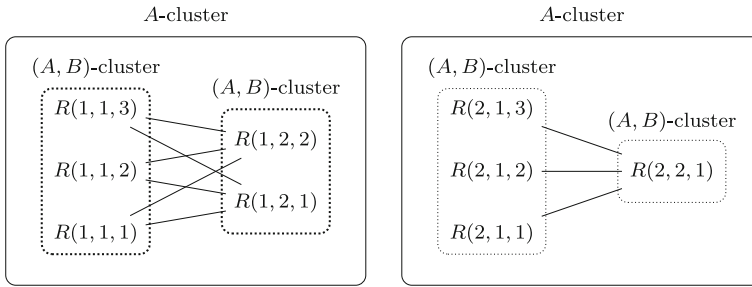 A-cluster
(A, B)-cluster
R(1, 1, 3)
R(1, 1, 2)
R(1, 1, 1)
(A, B)-cluster
R(1, 2, 2)
R(1, 2, 1)
A-cluster
(A, B)-cluster
R(2, 1, 3)
R(2, 1, 2)
R(2, 1, 1)
(A, B)-cluster
R(2, 2, 1)